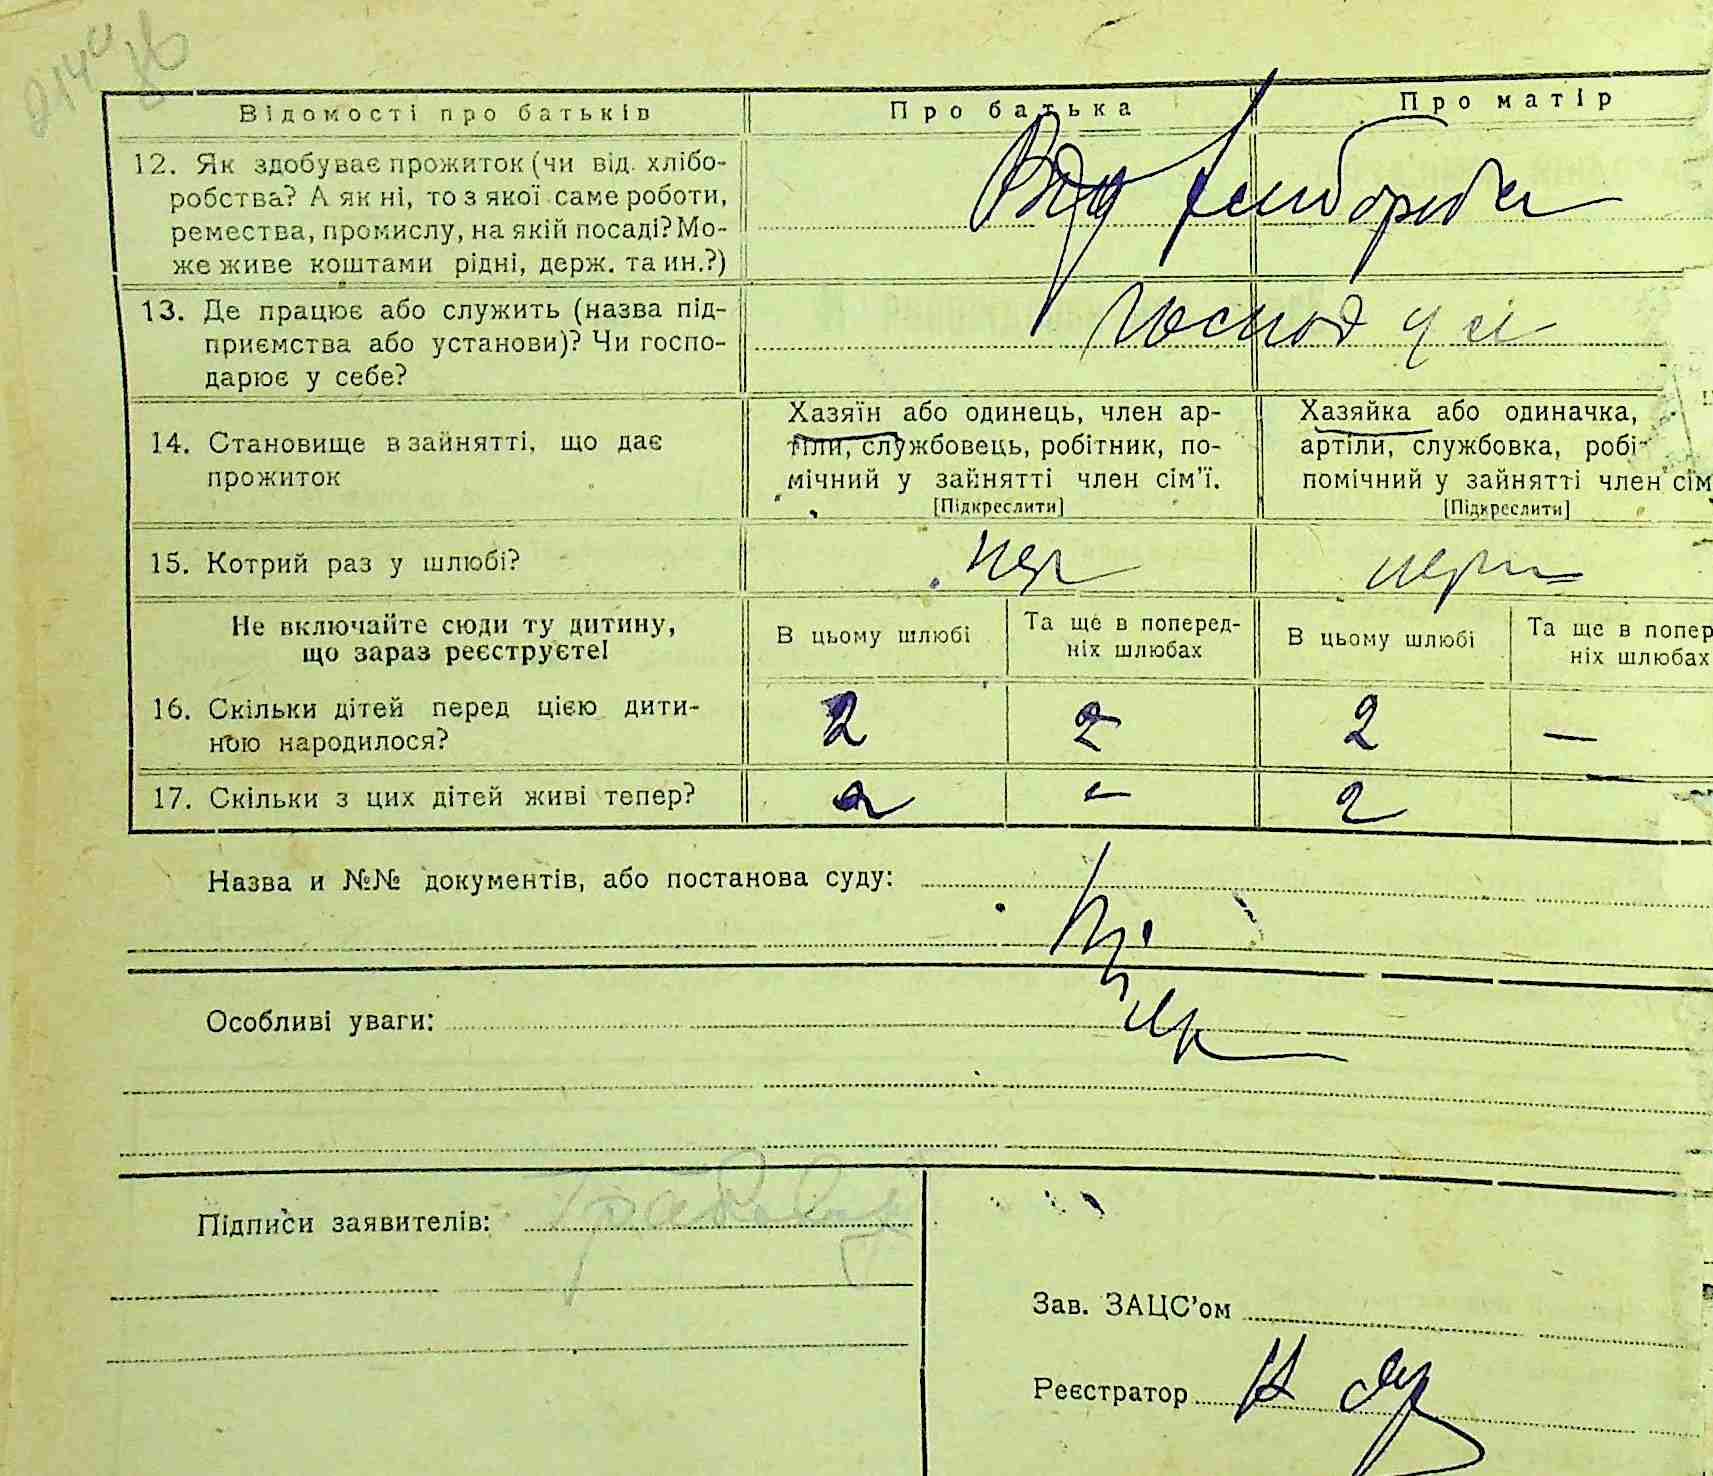 Відомості про батьків
Про батька
Про матір
12. Як здобуває прожиток (чи від. хлібо-
робства? А як ні, то з якої саме роботи,
ремества, промислу, на якій посаді? Мо-
же живе коштами рідні, держ. та ин.?)
Від хліборобства
13. Де працює або служить (назва під-
приємства або установи)? Чи госпо-
дарює у себе?
Господ у сі
14. Становище в зайнятті, що дає
прожиток
Хазяїн або одинець, член ар-
тіли, службовець, робітник, по-
мічний у зайнятті член сім'ї.
[Підкреслити]
Хазяйка або одиначка,
артіли, службовка, робі
помічний у зайнятті член сім
[Підкреслити]
15. Котрий раз у шлюбі?
пер
перш
Не включайте сюди ту дитину,
що зараз реєструєте!
В цьому шлюбі
Та ще в поперед-
ніх шлюбах
В цьому шлюбі
Та ще в попер
ніх шлюбах
16. Скільки дітей перед цією дити-
ною народилося?
2
2
2
—
17. Скільки з цих дітей живі тепер?
2
–
2
Назва и №№ документів, або постанова суду:
Особливі уваги:
Підписи заявителів:
Зав. ЗАЦС'ом
Реєстратор